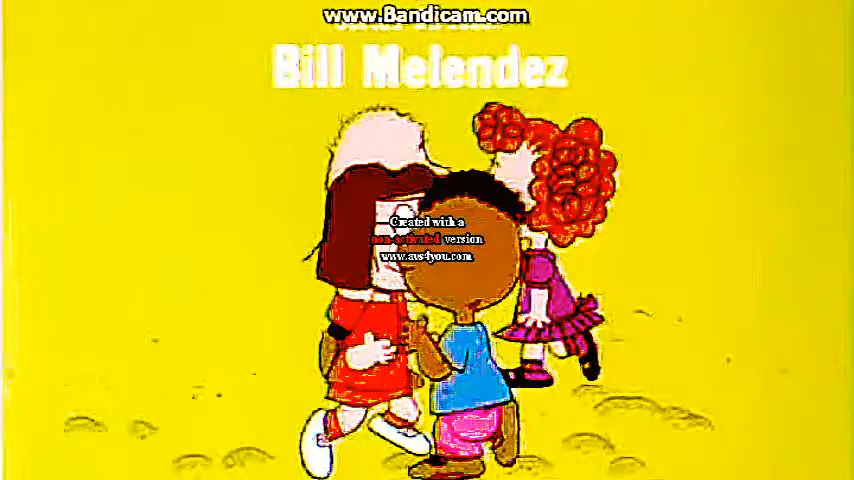 www.Bandicam.com
Bill Melendez
Created with a
non-activated version
www.avs4you.com